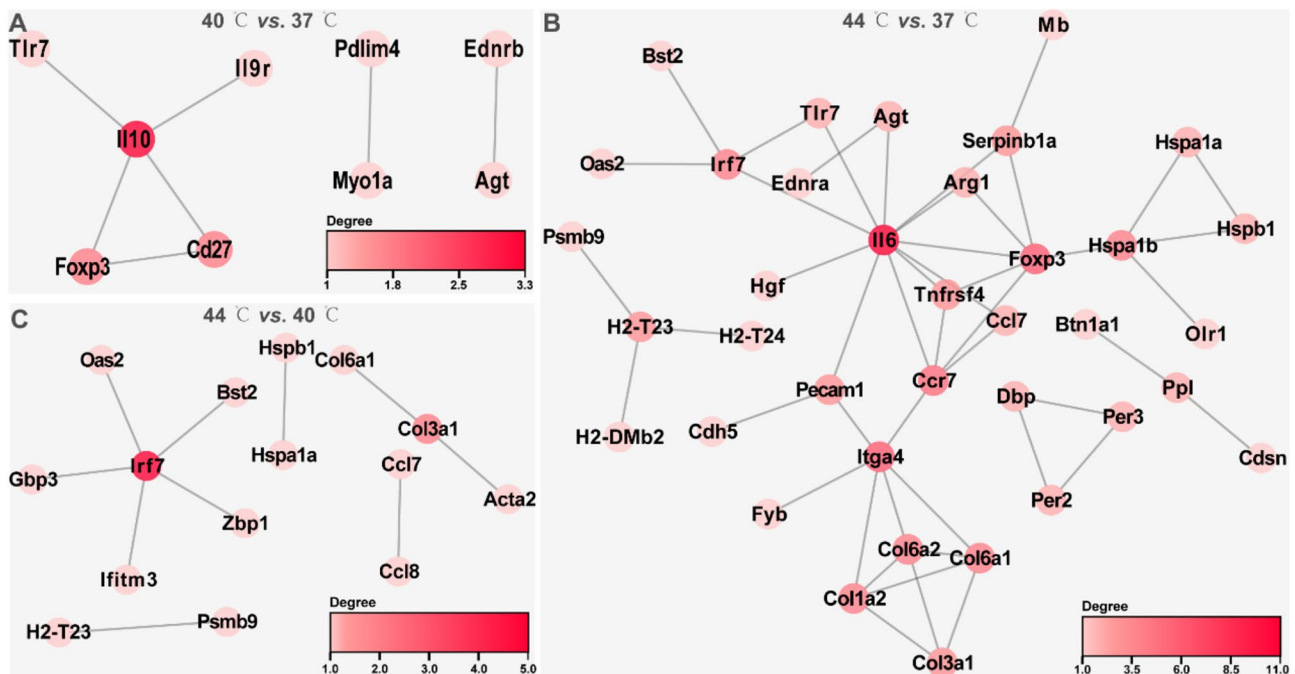 A
40 ℃ vs. 37 ℃
Tlr7
Il9r
Il10
Foxp3
Cd27
Pdlim4
Myo1a
Ednrb
Agt
Degree
1 1.8 2.5 3.3
B
44 ℃ vs. 37 ℃
Mb
Bst2
Tlr7
Agt
Serpinb1a
Hspa1a
Oas2
Irf7
Ednra
Arg1
Psmb9
Il6
Foxp3
Hspa1b
Hspb1
Hgf
Tnfrsf4
Ccl7
Btn1a1
Olr1
H2-T23
H2-T24
Pecam1
Ccr7
Dbp
Per3
Ppl
H2-DMb2
Cdh5
Itga4
Cdsn
Fyb
Per2
Col6a2
Col6a1
Col1a2
Col3a1
Degree
1.0 3.5 6.0 8.5 11.0
C
44 ℃ vs. 40 ℃
Oas2
Hspb1
Col6a1
Bst2
Col3a1
Gbp3
Irf7
Hspa1a
Ccl7
Acta2
Zbp1
Ifitm3
Ccl8
H2-T23
Psmb9
Degree
1.0 2.0 3.0 4.0 5.0